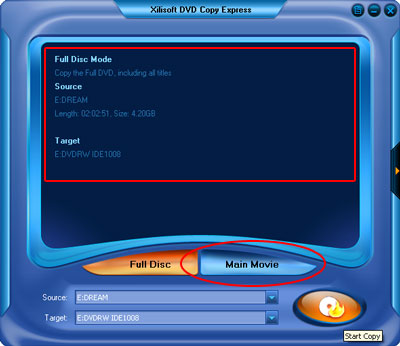 Xilisoft DVD Copy Express
Full Disc Mode
Copy the Full DVD, including all titles
Source
E:DREAM
Length: 02:02:51, Size: 4.20GB
Target
E:DVDRW IDE1008
Full Disc
Main Movie
Source: E:DREAM
Target: E:DVDRW IDE1008
Start Copy